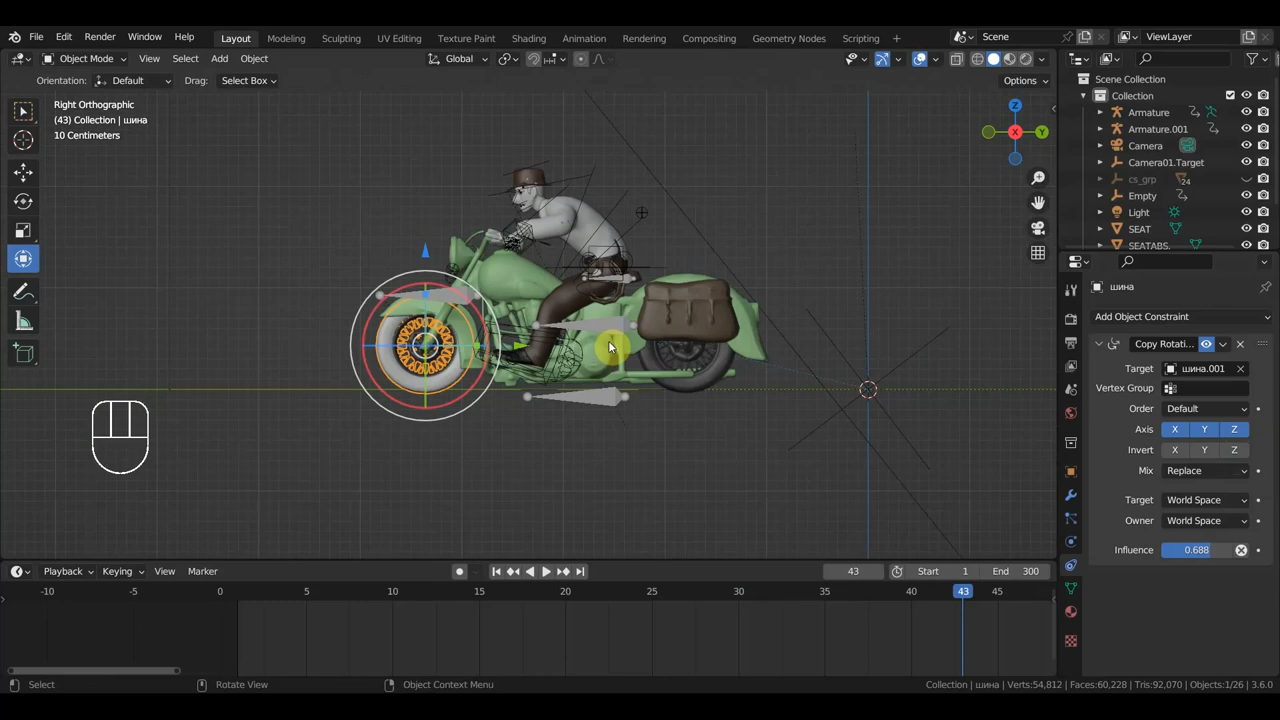 File Edit Render Window Help Layout Modeling Sculpting UV Editing Texture Paint Shading Animation Rendering Compositing Geometry Nodes Scripting + Scene ViewLayer
Object Mode View Select Add Object Global
Orientation: Default Drag: Select Box Options
Right Orthographic
(43) Collection | шина
10 Centimeters
Z
X
Y
Scene Collection
Collection
Armature
Armature.001
Camera
Camera01.Target
cs_grp 24
Empty
Light
SEAT
SEATABS.
шина
Add Object Constraint
Copy Rotati...
Target шина.001
Vertex Group
Order Default
Axis X Y Z
Invert X Y Z
Mix Replace
Target World Space
Owner World Space
Influence 0.688
Playback Keying View Marker 43 Start 1 End 300
-10 -5 5 10 15 20 25 30 35 40 43 45
Select Rotate View Object Context Menu Collection | шина | Verts:54,812 | Faces:60,228 | Tris:92,070 | Objects:1/26 | 3.6.0